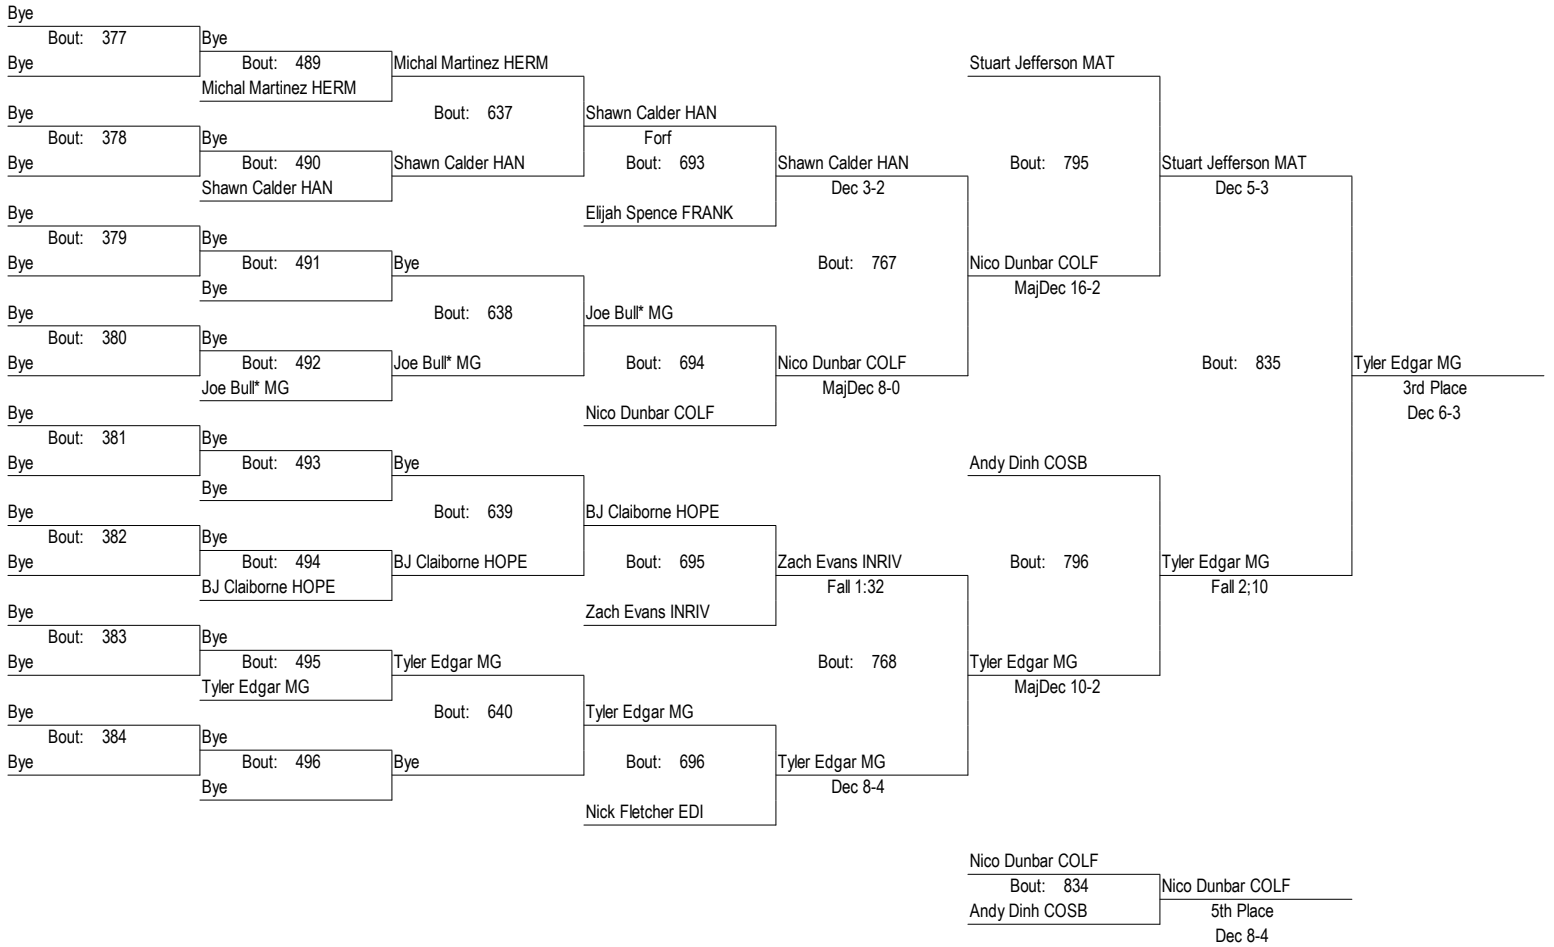 Bye
Bout: 377 Bye
Bye Bout: 489 Michal Martinez HERM Stuart Jefferson MAT
Michal Martinez HERM
Bye Bout: 637 Shawn Calder HAN
Bout: 378 Bye Forf
Bye Bout: 490 Shawn Calder HAN Bout: 693 Shawn Calder HAN Bout: 795 Stuart Jefferson MAT
Shawn Calder HAN Dec 3-2 Dec 5-3
Bye Elijah Spence FRANK
Bout: 379 Bye
Bye Bout: 491 Bye Bout: 767 Nico Dunbar COLF
Bye MajDec 16-2
Bye Bout: 638 Joe Bull* MG
Bout: 380 Bye
Bye Bout: 492 Joe Bull* MG Bout: 694 Nico Dunbar COLF Bout: 835 Tyler Edgar MG
Joe Bull* MG MajDec 8-0 3rd Place
Bye Nico Dunbar COLF Dec 6-3
Bout: 381 Bye
Bye Bout: 493 Bye Andy Dinh COSB
Bye
Bye Bout: 639 BJ Claiborne HOPE
Bout: 382 Bye
Bye Bout: 494 BJ Claiborne HOPE Bout: 695 Zach Evans INRIV Bout: 796 Tyler Edgar MG
BJ Claiborne HOPE Fall 1:32 Fall 2;10
Bye Zach Evans INRIV
Bout: 383 Bye
Bye Bout: 495 Tyler Edgar MG Bout: 768 Tyler Edgar MG
Tyler Edgar MG MajDec 10-2
Bye Bout: 640 Tyler Edgar MG
Bout: 384 Bye
Bye Bout: 496 Bye Bout: 696 Tyler Edgar MG
Bye Dec 8-4
Nick Fletcher EDI
Nico Dunbar COLF
Bout: 834 Nico Dunbar COLF
Andy Dinh COSB 5th Place
Dec 8-4